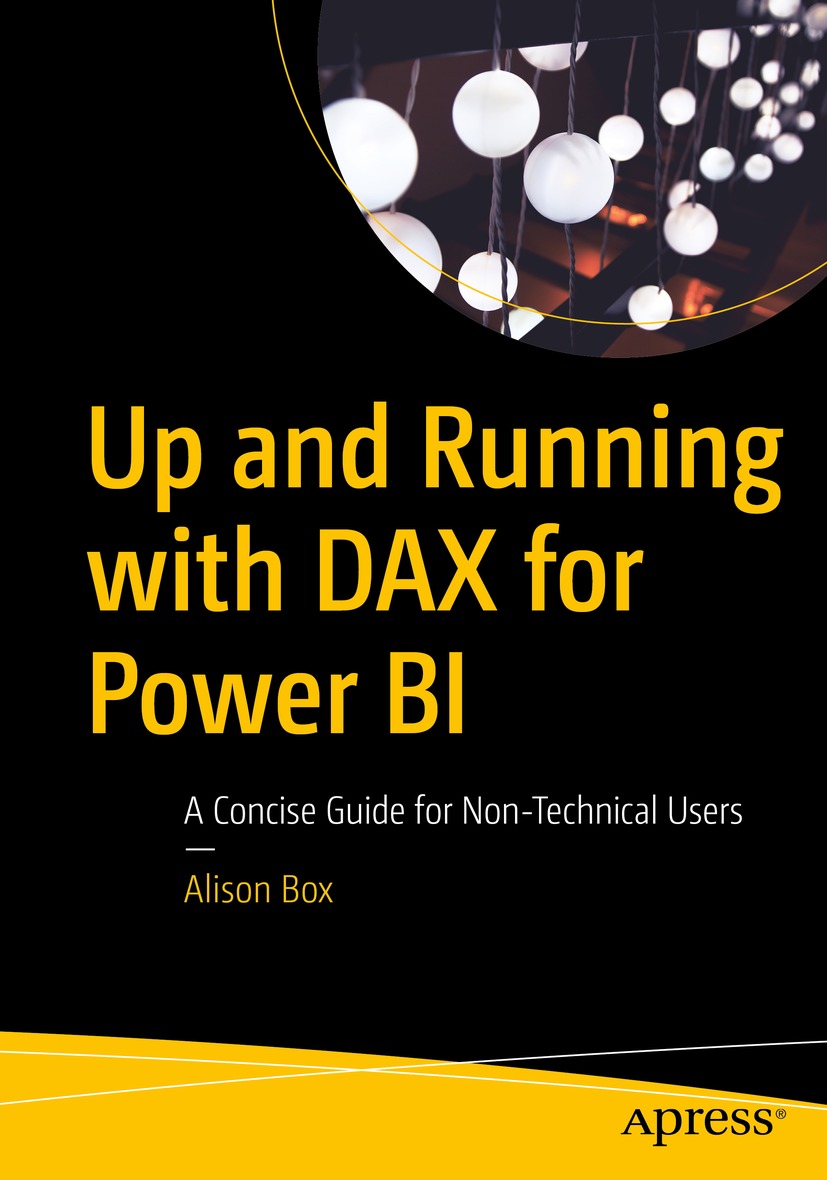 Up and Running
with DAX for
Power BI
A Concise Guide for Non-Technical Users
—
Alison Box
Apress®